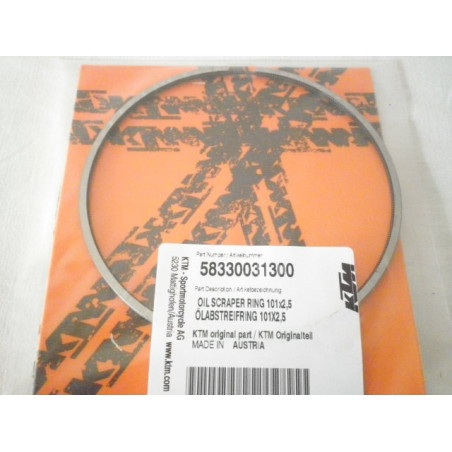 Part Number / Artikelnummer
58330031300
Part Description / Artikelbezeichnung
OIL SCRAPER RING 101x2,5
ÖLABSTREIFRING 101X2.5
KTM original part / KTM Originalteil
MADE IN AUSTRIA
KTM - Sportmotorcycle AG
5230 Mattighofen/Austria
www.ktm.com
KTM